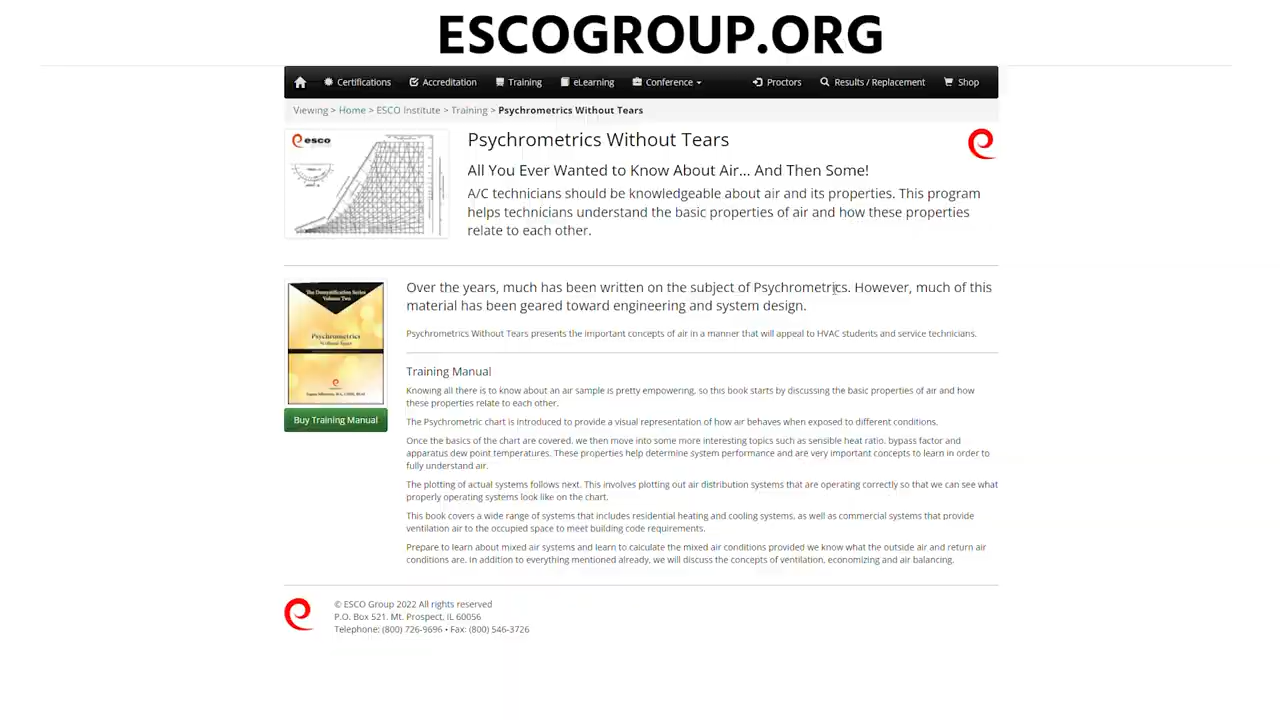 ESCOGROUP.ORG
Certifications Accreditation Training eLearning Conference Proctors Results / Replacement Shop
Viewing > Home > ESCO Institute > Training > Psychrometrics Without Tears
esco
Psychrometrics Without Tears
All You Ever Wanted to Know About Air... And Then Some!
A/C technicians should be knowledgeable about air and its properties. This program
helps technicians understand the basic properties of air and how these properties
relate to each other.
The Demystification Series
Volume Two
Psychrometrics
Without Tears
Buy Training Manual
Over the years, much has been written on the subject of Psychrometrics. However, much of this
material has been geared toward engineering and system design.
Psychrometrics Without Tears presents the important concepts of air in a manner that will appeal to HVAC students and service technicians.
Training Manual
Knowing all there is to know about an air sample is pretty empowering, so this book starts by discussing the basic properties of air and how
these properties relate to each other.
The Psychrometric chart is introduced to provide a visual representation of how air behaves when exposed to different conditions.
Once the basics of the chart are covered, we then move into some more interesting topics such as sensible heat ratio, bypass factor and
apparatus dew point temperatures. These properties help determine system performance and are very important concepts to learn in order to
fully understand air.
The plotting of actual systems follows next. This involves plotting out air distribution systems that are operating correctly so that we can see what
properly operating systems look like on the chart.
This book covers a wide range of systems that includes residential heating and cooling systems, as well as commercial systems that provide
ventilation air to the occupied space to meet building code requirements.
Prepare to learn about mixed air systems and learn to calculate the mixed air conditions provided we know what the outside air and return air
conditions are. In addition to everything mentioned already, we will discuss the concepts of ventilation, economizing and air balancing.
© ESCO Group 2022 All rights reserved
P.O. Box 521, Mt. Prospect, IL 60056
Telephone: (800) 726-9696 • Fax: (800) 546-3726